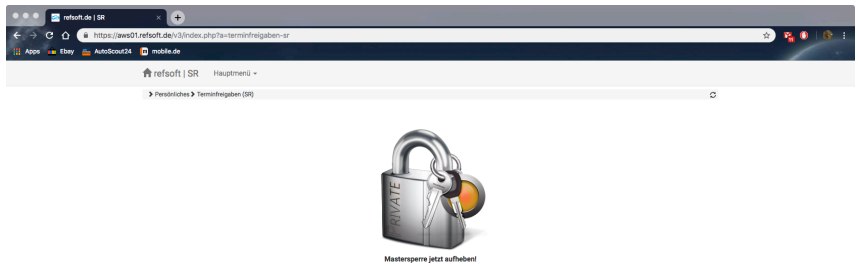 refsoft.de | SR
https://aws01.refsoft.de/v3/index.php?a=terminfreigaben-sr
Apps Ebay AutoScout24 mobile.de
refsoft | SR Hauptmenü
Persönliches Terminfreigaben (SR)
PRIVATE
Mastersperre jetzt aufheben!